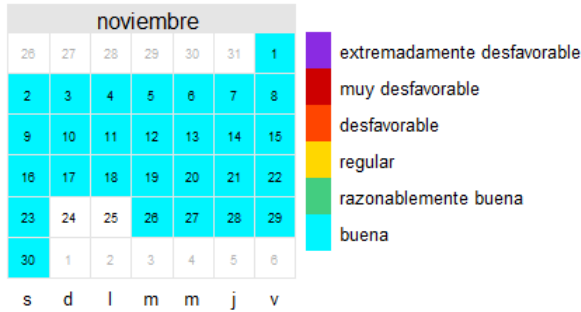 noviembre
26 27 28 29 30 31 1
2 3 4 5 6 7 8
9 10 11 12 13 14 15
16 17 18 19 20 21 22
23 24 25 26 27 28 29
30 1 2 3 4 5 6
s d l m m j v
extremadamente desfavorable
muy desfavorable
desfavorable
regular
razonablemente buena
buena